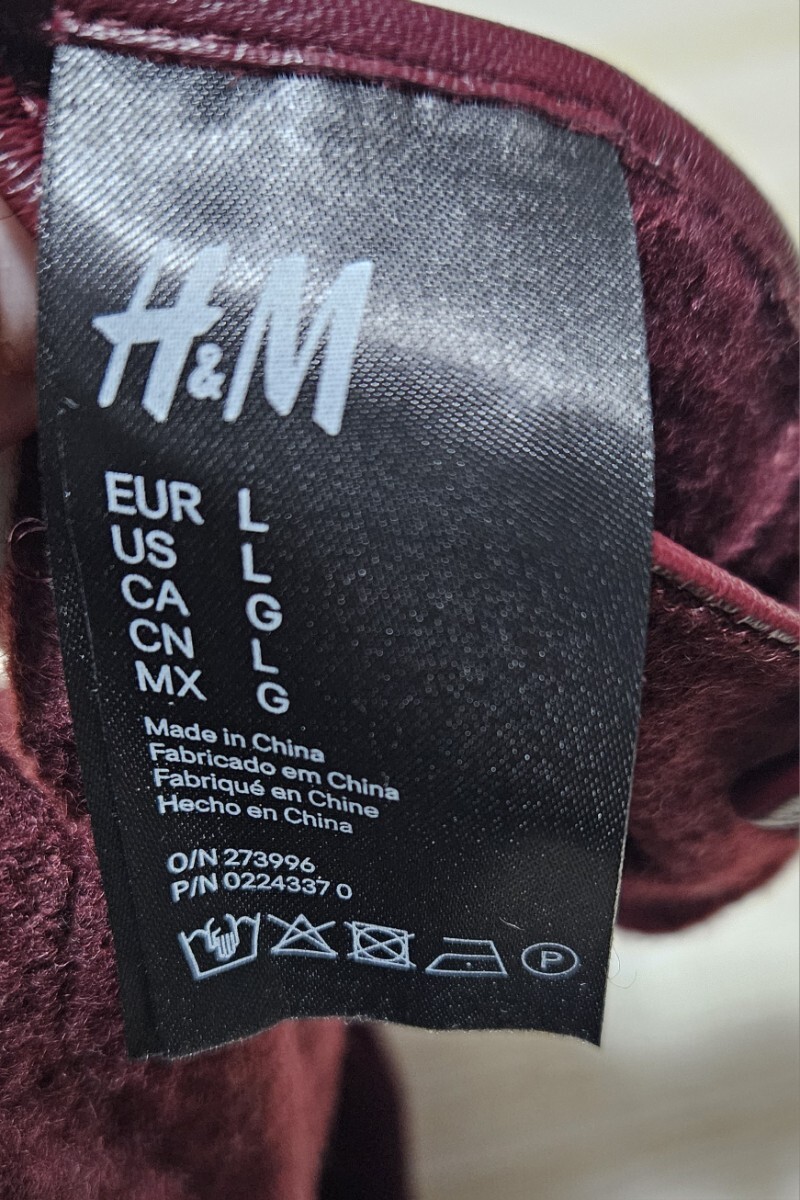 H&M
EUR L
US L
CA G
CN L
MX G
Made in China
Fabricado em China
Fabriqué en Chine
Hecho en China
O/N 273996
P/N 0224337 0
P